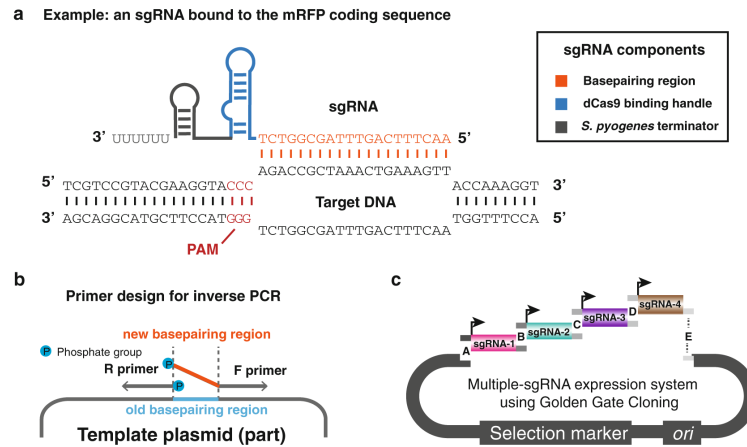 a Example: an sgRNA bound to the mRFP coding sequence
sgRNA components
Basepairing region
dCas9 binding handle
S. pyogenes terminator
sgRNA
3’ UUUUUU TCTGGCGATTTGACTTTCAA 5’
AGACCGCTAAACTGAAAGTT
5’ TCGTCCGTACGAAGGTACCC ACCAAAGGT 3’
Target DNA
3’ AGCAGGCATGCTTCCATGGG TGGTTTCCA 5’
TCTGGCGATTTGACTTTCAA
PAM
b
Primer design for inverse PCR
new basepairing region
P Phosphate group
P
R primer F primer
P
old basepairing region
Template plasmid (part)
c
sgRNA-4
D
sgRNA-3
C
sgRNA-2
B
E
sgRNA-1
A
Multiple-sgRNA expression system
using Golden Gate Cloning
Selection marker ori